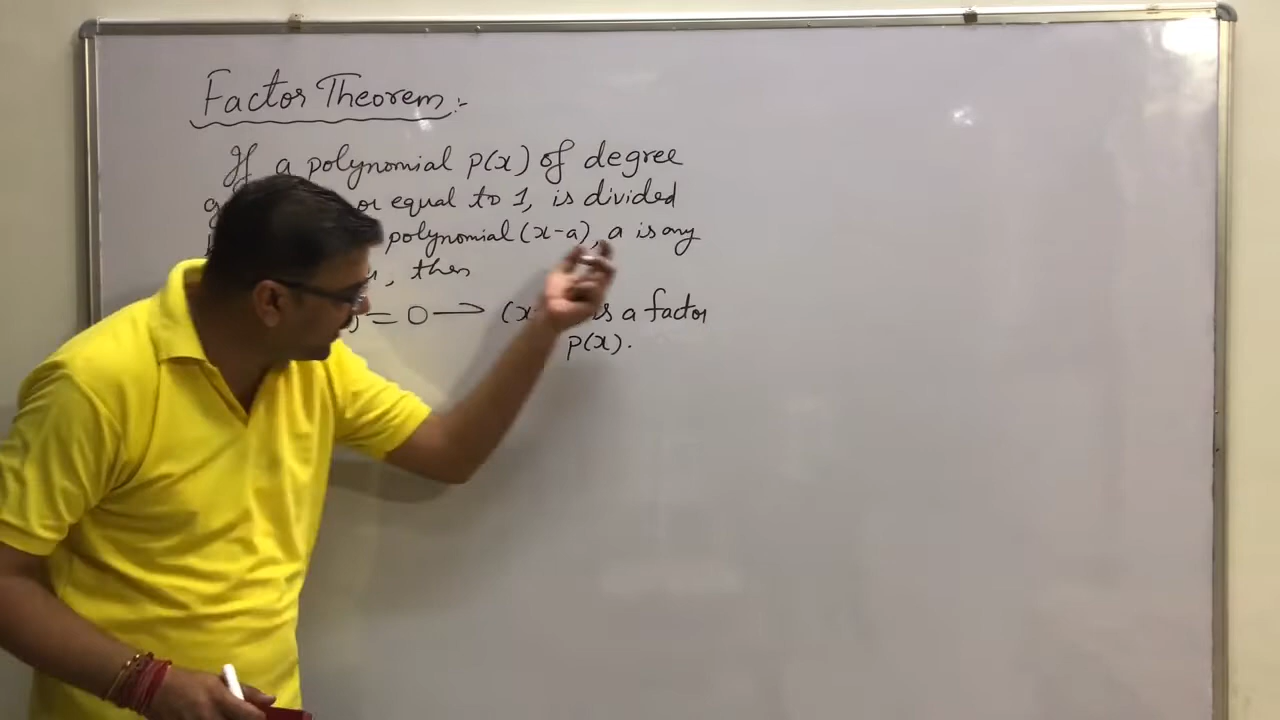 Factor Theorem :-
If a polynomial p(x) of degree
or equal to 1, is divided
polynomial (x-a), a is any
, then
= 0 → is a factor
p(x).